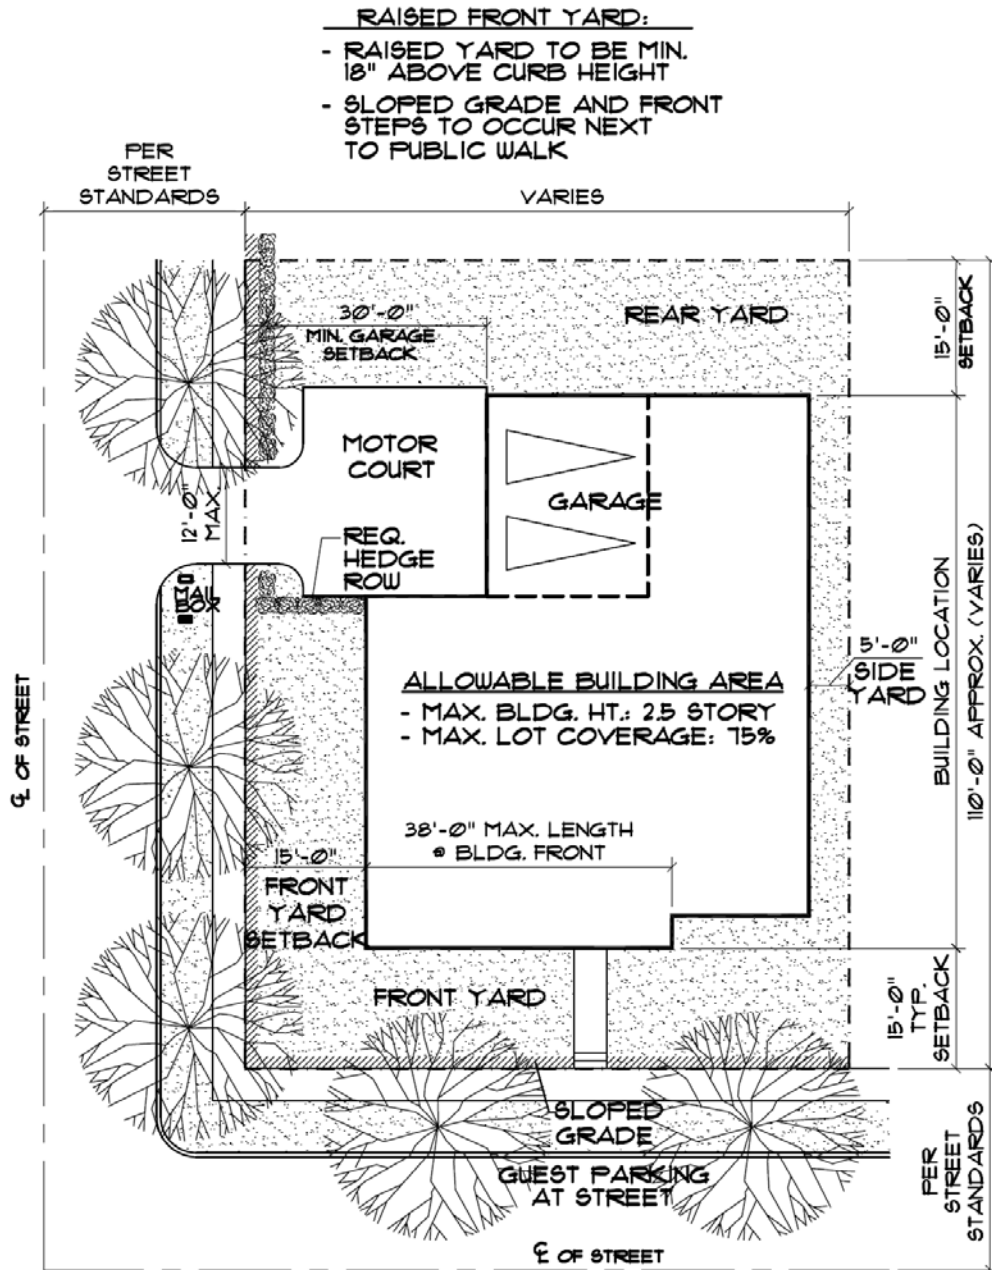 RAISED FRONT YARD:
- RAISED YARD TO BE MIN.
18" ABOVE CURB HEIGHT
- SLOPED GRADE AND FRONT
STEPS TO OCCUR NEXT
TO PUBLIC WALK
PER
STREET
STANDARDS
VARIES
30'-0"
MIN. GARAGE
SETBACK
REAR YARD
15'-0"
SETBACK
MOTOR
COURT
GARAGE
12'-0"
MAX.
REQ.
HEDGE
ROW
MAIL
BOX
℄ OF STREET
ALLOWABLE BUILDING AREA
- MAX. BLDG. HT.: 2.5 STORY
- MAX. LOT COVERAGE: 75%
5'-0"
SIDE
YARD
BUILDING LOCATION
110'-0" APPROX. (VARIES)
38'-0" MAX. LENGTH
@ BLDG. FRONT
15'-0"
FRONT
YARD
SETBACK
FRONT YARD
15'-0"
TYP.
SETBACK
SLOPED
GRADE
GUEST PARKING
AT STREET
PER
STREET
STANDARDS
℄ OF STREET